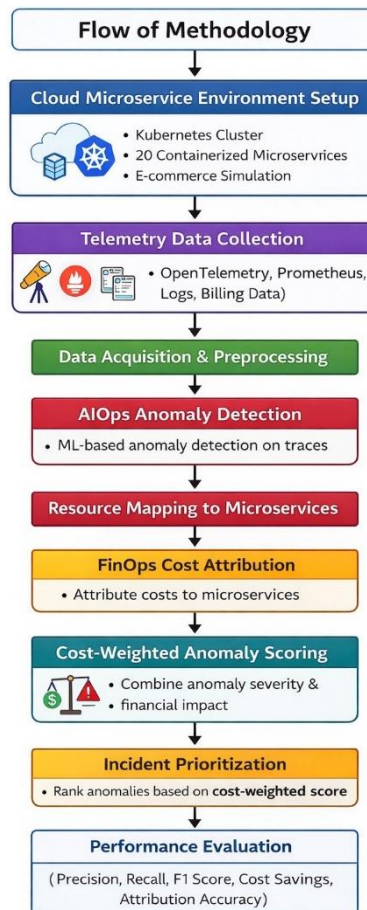 Flow of Methodology
Cloud Microservice Environment Setup
• Kubernetes Cluster
• 20 Containerized Microservices
• E-commerce Simulation
Telemetry Data Collection
• OpenTelemetry, Prometheus,
Logs, Billing Data)
Data Acquisition & Preprocessing
AIOps Anomaly Detection
• ML-based anomaly detection on traces
Resource Mapping to Microservices
FinOps Cost Attribution
• Attribute costs to microservices
Cost-Weighted Anomaly Scoring
• Combine anomaly severity &
• financial impact
Incident Prioritization
• Rank anomalies based on cost-weighted score
Performance Evaluation
(Precision, Recall, F1 Score, Cost Savings,
Attribution Accuracy)